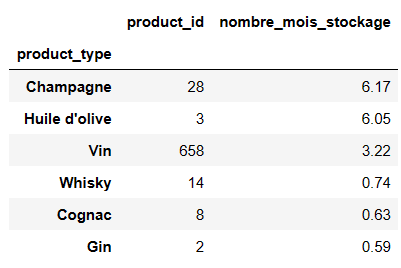 product_id nombre_mois_stockage
product_type
Champagne 28 6.17
Huile d'olive 3 6.05
Vin 658 3.22
Whisky 14 0.74
Cognac 8 0.63
Gin 2 0.59